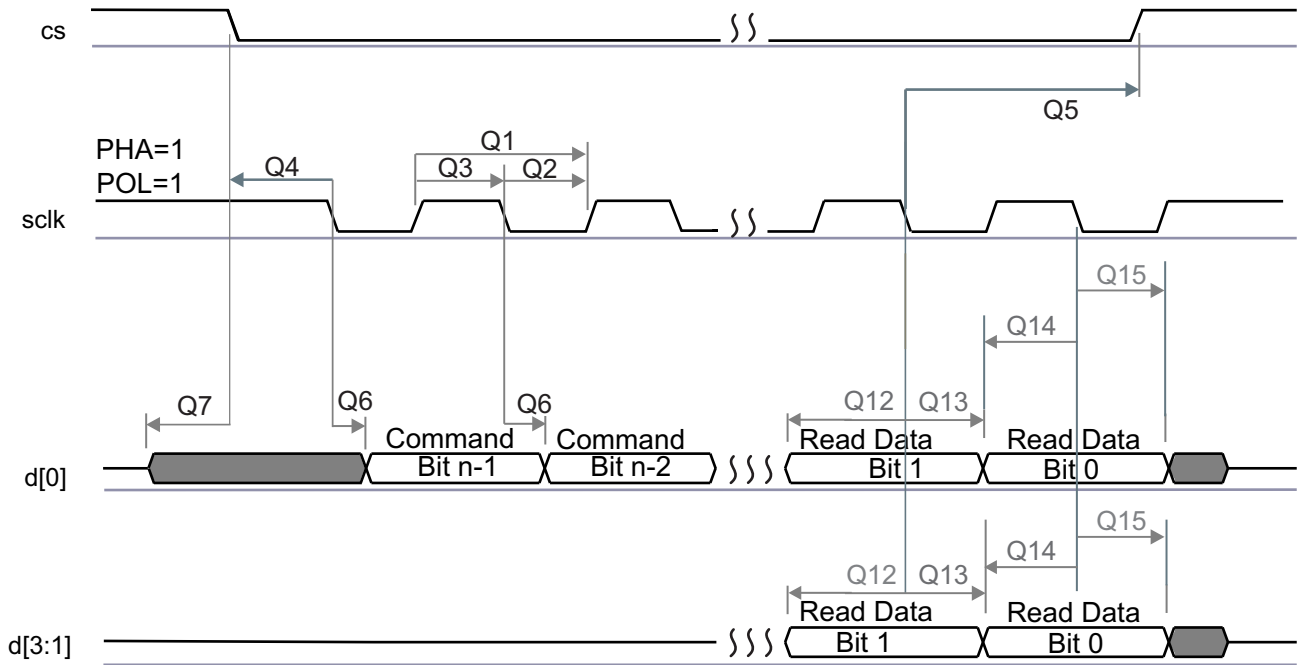 cs
Q5
PHA=1
Q1
POL=1
Q4
Q3
Q2
sclk
Q15
Q14
Q7
Q6
Q6
Q12
Q13
Command
Command
Read Data
Read Data
d[0]
Bit n-1
Bit n-2
Bit 1
Bit 0
Q15
Q14
Q12
Q13
Read Data
Read Data
d[3:1]
Bit 1
Bit 0